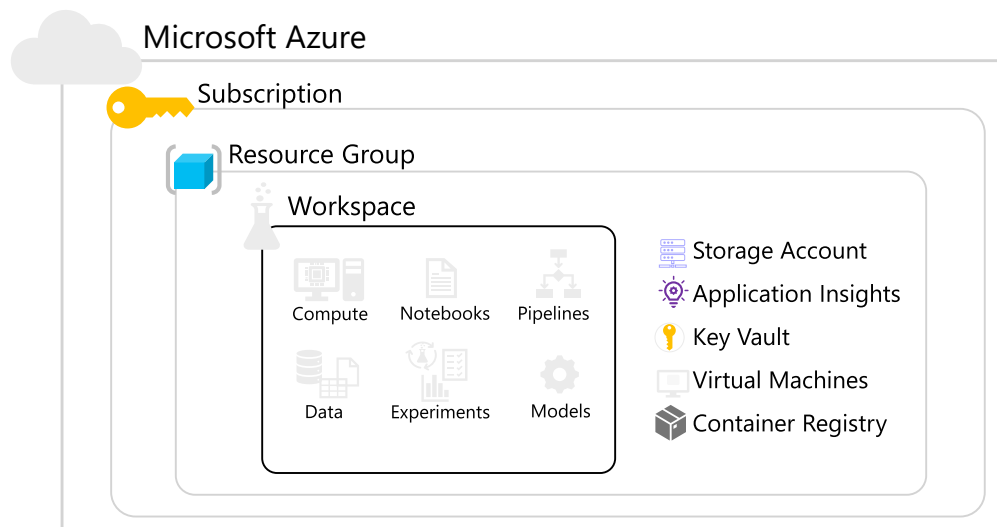 Microsoft Azure
Subscription
Resource Group
Workspace
Compute
Notebooks
Pipelines
Data
Experiments
Models
Storage Account
Application Insights
Key Vault
Virtual Machines
Container Registry